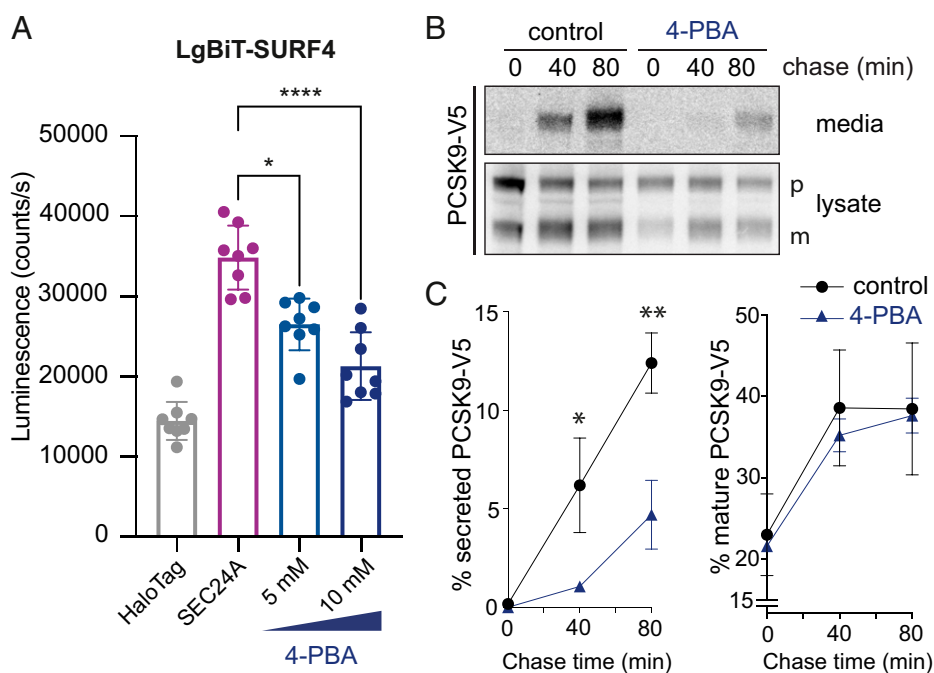 A
LgBiT-SURF4
****
*
Luminescence (counts/s)
50000
40000
30000
20000
10000
0
HaloTag
SEC24A
5 mM
10 mM
4-PBA
B
control 4-PBA
0 40 80 0 40 80 chase (min)
PCSK9-V5
media
p
lysate
m
C
control
4-PBA
% secreted PCSK9-V5
15
10
5
0
*
**
0 40 80
Chase time (min)
% mature PCSK9-V5
50
40
30
20
15
0
0 40 80
Chase time (min)